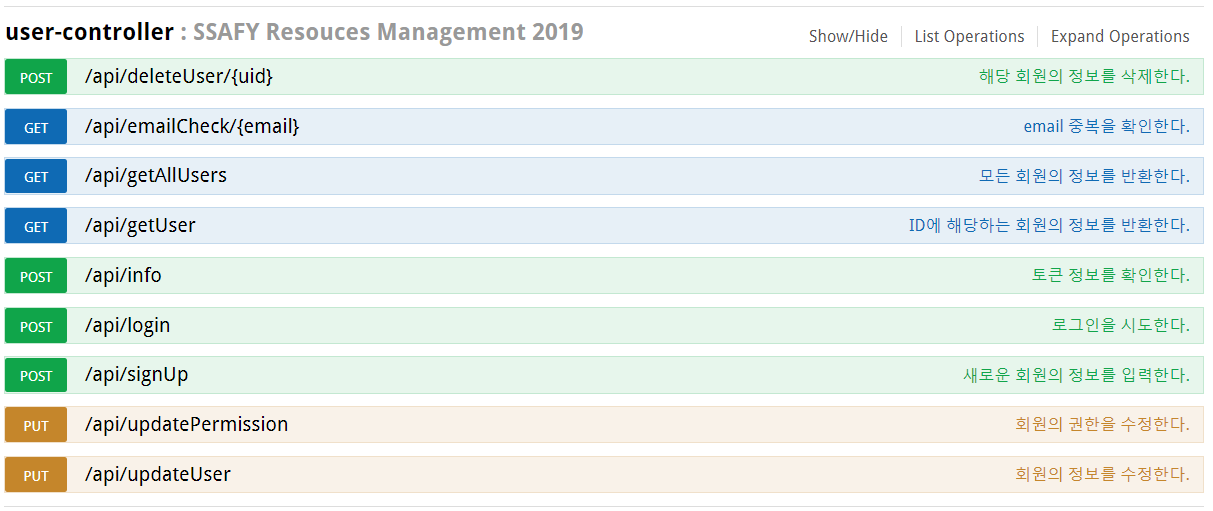 user-controller : SSAFY Resouces Management 2019 Show/Hide List Operations Expand Operations
POST /api/deleteUser/{uid} 해당 회원의 정보를 삭제한다.
GET /api/emailCheck/{email} email 중복을 확인한다.
GET /api/getAllUsers 모든 회원의 정보를 반환한다.
GET /api/getUser ID에 해당하는 회원의 정보를 반환한다.
POST /api/info 토큰 정보를 확인한다.
POST /api/login 로그인을 시도한다.
POST /api/signUp 새로운 회원의 정보를 입력한다.
PUT /api/updatePermission 회원의 권한을 수정한다.
PUT /api/updateUser 회원의 정보를 수정한다.